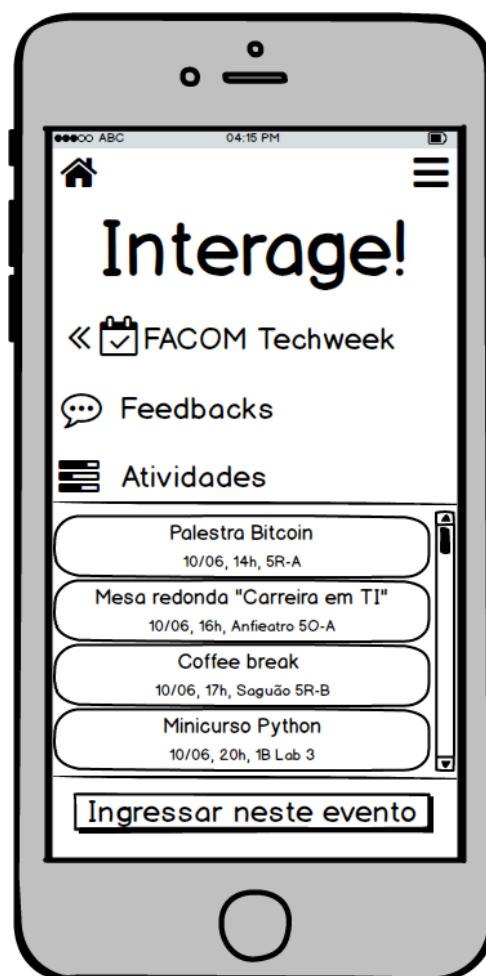 ABC 04:15 PM
Interage!
FACOM Techweek
Feedbacks
Atividades
Palestra Bitcoin
10/06, 14h, 5R-A
Mesa redonda "Carreira em TI"
10/06, 16h, Anfieatro 5O-A
Coffee break
10/06, 17h, Saguão 5R-B
Minicurso Python
10/06, 20h, 1B Lab 3
Ingressar neste evento